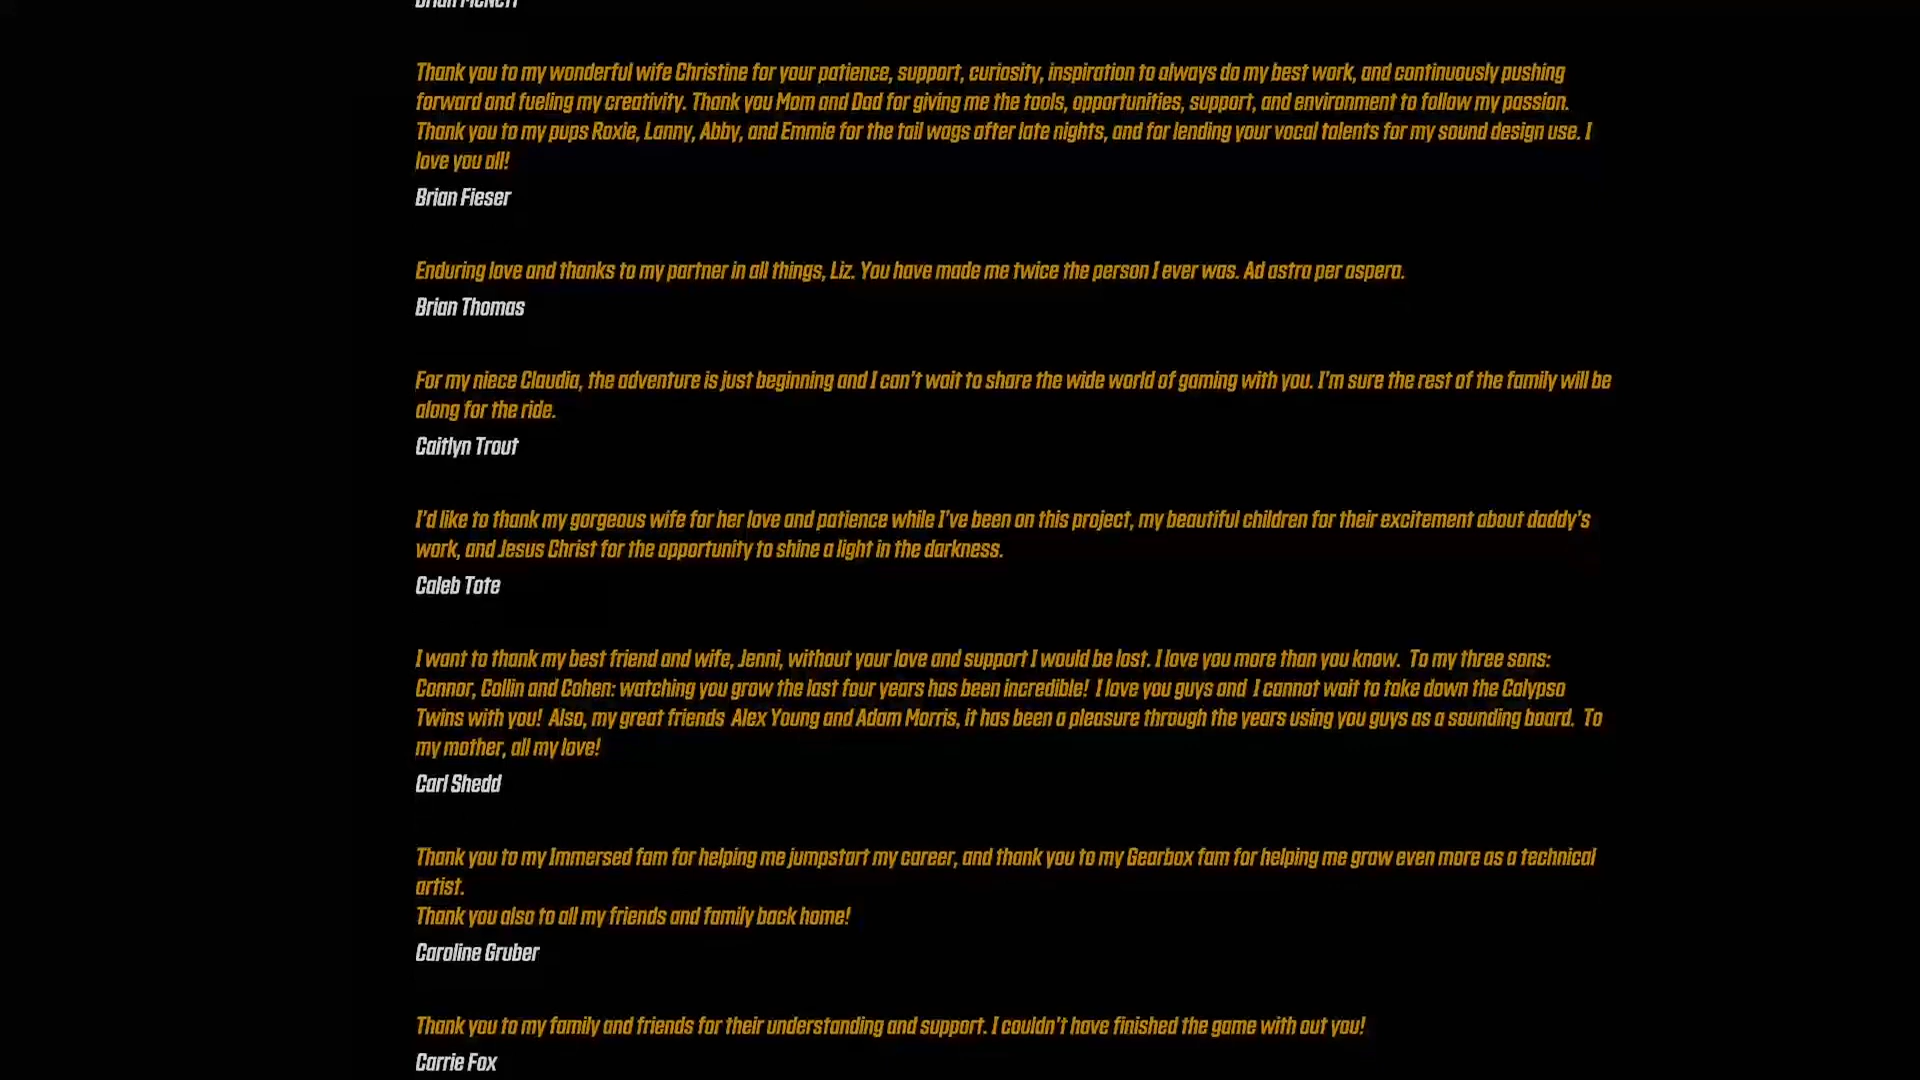 Brian McNett
Thank you to my wonderful wife Christine for your patience, support, curiosity, inspiration to always do my best work, and continuously pushing
forward and fueling my creativity. Thank you Mom and Dad for giving me the tools, opportunities, support, and environment to follow my passion.
Thank you to my pups Roxie, Lanny, Abby, and Emmie for the tail wags after late nights, and for lending your vocal talents for my sound design use. I
love you all!
Brian Fieser
Enduring love and thanks to my partner in all things, Liz. You have made me twice the person I ever was. Ad astra per aspera.
Brian Thomas
For my niece Claudia, the adventure is just beginning and I can't wait to share the wide world of gaming with you. I'm sure the rest of the family will be
along for the ride.
Caitlyn Trout
I'd like to thank my gorgeous wife for her love and patience while I've been on this project, my beautiful children for their excitement about daddy's
work, and Jesus Christ for the opportunity to shine a light in the darkness.
Caleb Tote
I want to thank my best friend and wife, Jenni, without your love and support I would be lost. I love you more than you know.  To my three sons:
Connor, Collin and Cohen: watching you grow the last four years has been incredible!  I love you guys and  I cannot wait to take down the Calypso
Twins with you!  Also, my great friends  Alex Young and Adam Morris, it has been a pleasure through the years using you guys as a sounding board.  To
my mother, all my love!
Carl Shedd
Thank you to my Immersed fam for helping me jumpstart my career, and thank you to my Gearbox fam for helping me grow even more as a technical
artist.
Thank you also to all my friends and family back home!
Caroline Gruber
Thank you to my family and friends for their understanding and support. I couldn't have finished the game with out you!
Carrie Fox